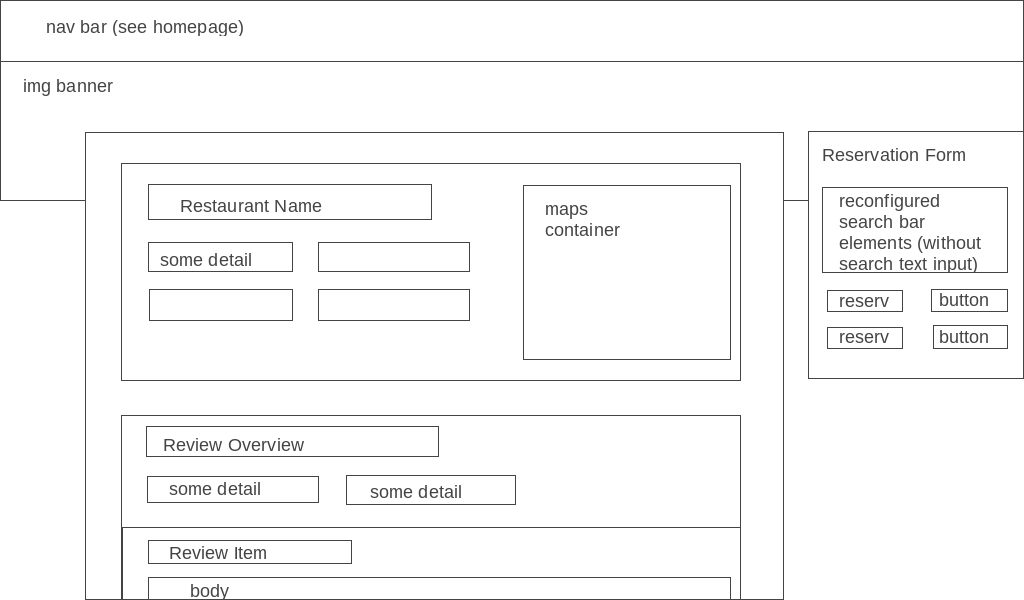 nav bar (see homepage)
img banner
Restaurant Name
some detail
maps
container
Reservation Form
reconfigured
search bar
elements (without
search text input)
reserv
button
reserv
button
Review Overview
some detail
some detail
Review Item
body